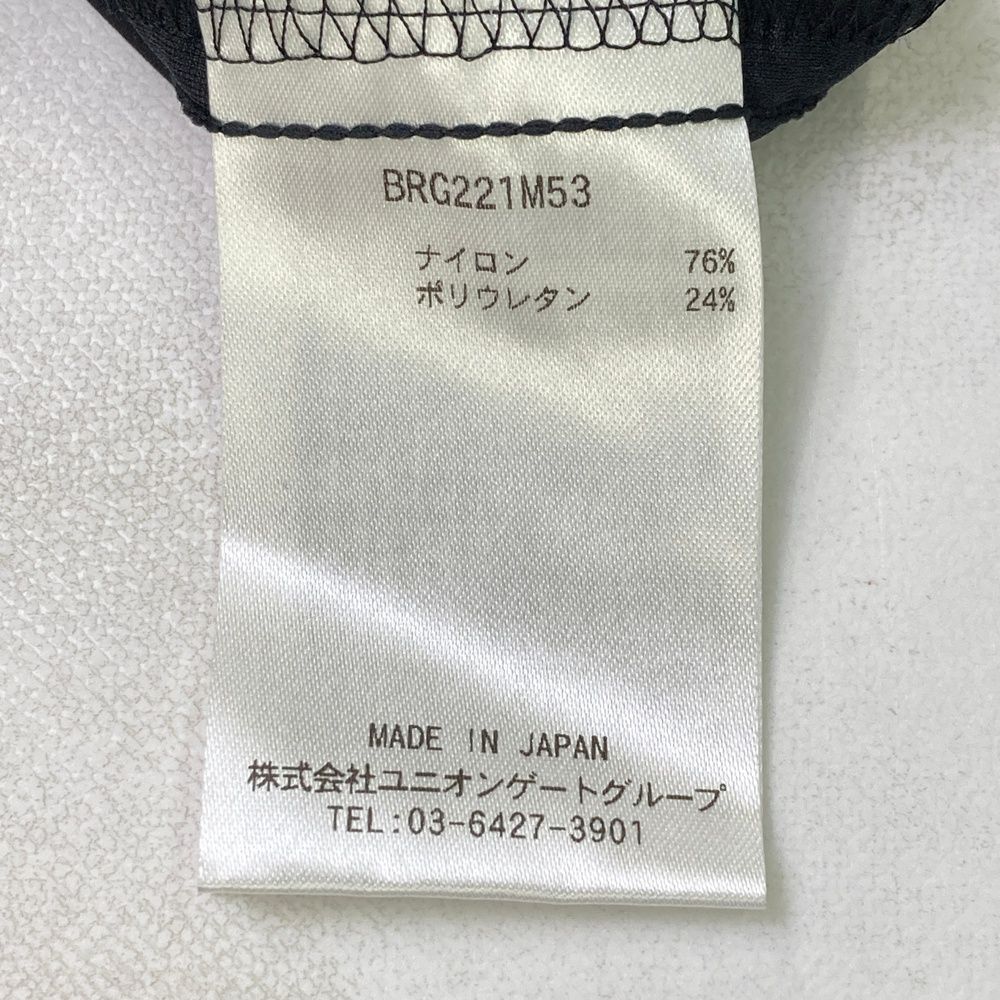 BRG221M53
ナイロン 76%
ポリウレタン 24%
MADE IN JAPAN
株式会社ユニオンゲートグループ
TEL:03-6427-3901